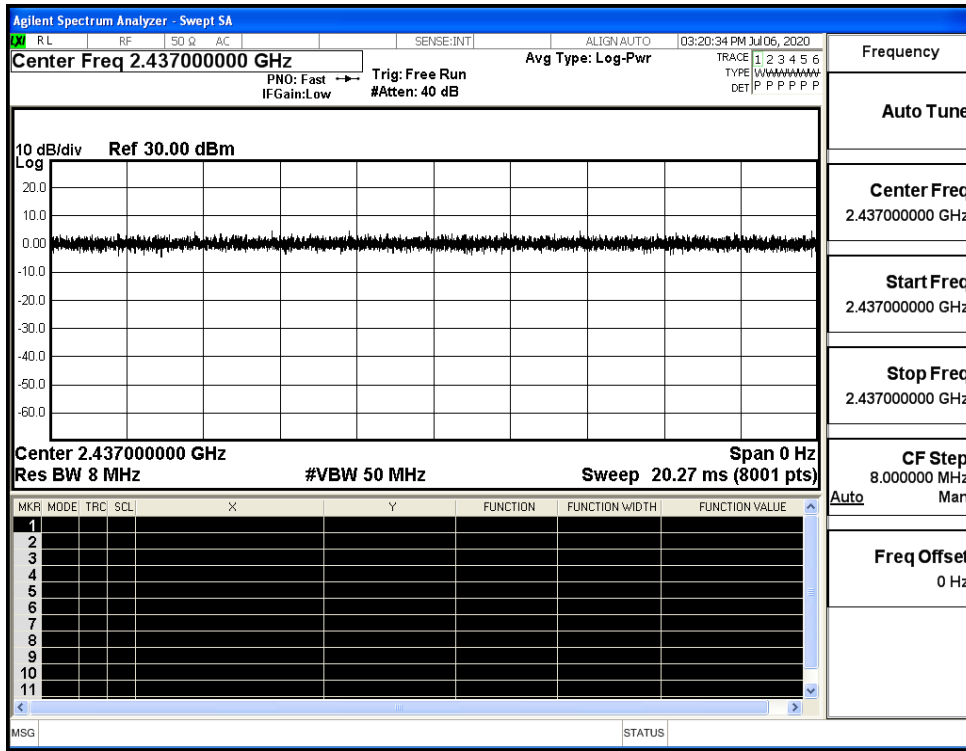 Agilent Spectrum Analyzer - Swept SA
LXI RL RF 50 Ω AC SENSE:INT ALIGN AUTO 03:20:34 PM Jul 06, 2020
Center Freq 2.437000000 GHz
PNO: Fast
IFGain:Low
Trig: Free Run
#Atten: 40 dB
Avg Type: Log-Pwr
TRACE 1 2 3 4 5 6
TYPE
DET P P P P P P
10 dB/div Ref 30.00 dBm
Log
20.0
10.0
0.00
-10.0
-20.0
-30.0
-40.0
-50.0
-60.0
Center 2.437000000 GHz Span 0 Hz
Res BW 8 MHz #VBW 50 MHz Sweep 20.27 ms (8001 pts)
MKR MODE TRC SCL X Y FUNCTION FUNCTION WIDTH FUNCTION VALUE
1
2
3
4
5
6
7
8
9
10
11
MSG STATUS
Frequency
Auto Tune
Center Freq
2.437000000 GHz
Start Freq
2.437000000 GHz
Stop Freq
2.437000000 GHz
CF Step
8.000000 MHz
Auto Man
Freq Offset
0 Hz